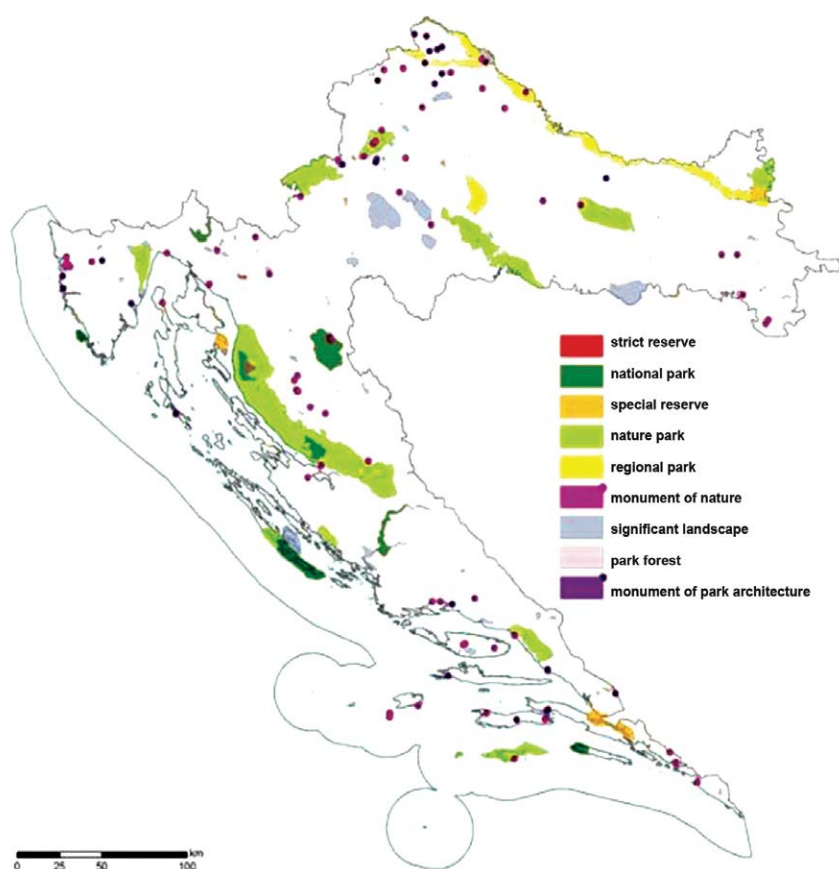 strict reserve
national park
special reserve
nature park
regional park
monument of nature
significant landscape
park forest
monument of park architecture
km
0 25 50 100